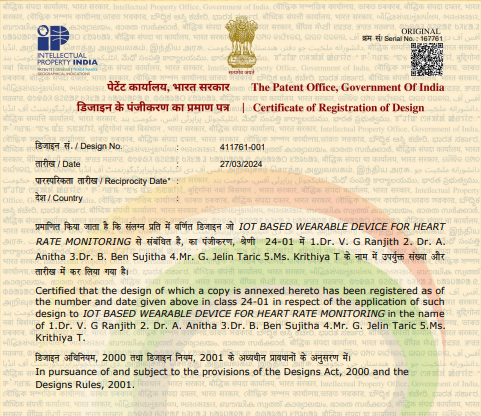 ORIGINAL
क्रम सं/ Serial No. : 167761
INTELLECTUAL
PROPERTY INDIA
PATENTS | DESIGNS | TRADE MARKS
GEOGRAPHICAL INDICATIONS
सत्यमेव जयते
पेटेंट कार्यालय, भारत सरकार The Patent Office, Government Of India
डिजाइन के पंजीकरण का प्रमाण पत्र | Certificate of Registration of Design
डिजाइन सं. / Design No. : 411761-001
तारीख / Date : 27/03/2024
पारस्परिकता तारीख / Reciprocity Date* :
देश / Country :
प्रमाणित किया जाता है कि संलग्न प्रति में वर्णित डिजाइन जो IOT BASED WEARABLE DEVICE FOR HEART
RATE MONITORING से संबंधित है, का पंजीकरण, श्रेणी 24-01 में 1.Dr. V. G Ranjith 2. Dr. A.
Anitha 3.Dr. B. Ben Sujitha 4.Mr. G. Jelin Taric 5.Ms. Krithiya T के नाम में उपर्युक्त संख्या और
तारीख में कर लिया गया है।
Certified that the design of which a copy is annexed hereto has been registered as of
the number and date given above in class 24-01 in respect of the application of such
design to IOT BASED WEARABLE DEVICE FOR HEART RATE MONITORING in the name
of 1.Dr. V. G Ranjith 2. Dr. A. Anitha 3.Dr. B. Ben Sujitha 4.Mr. G. Jelin Taric 5.Ms.
Krithiya T.
डिजाइन अधिनियम, 2000 तथा डिजाइन नियम, 2001 के अध्यधीन प्रावधानों के अनुसरण में।
In pursuance of and subject to the provisions of the Designs Act, 2000 and the
Designs Rules, 2001.